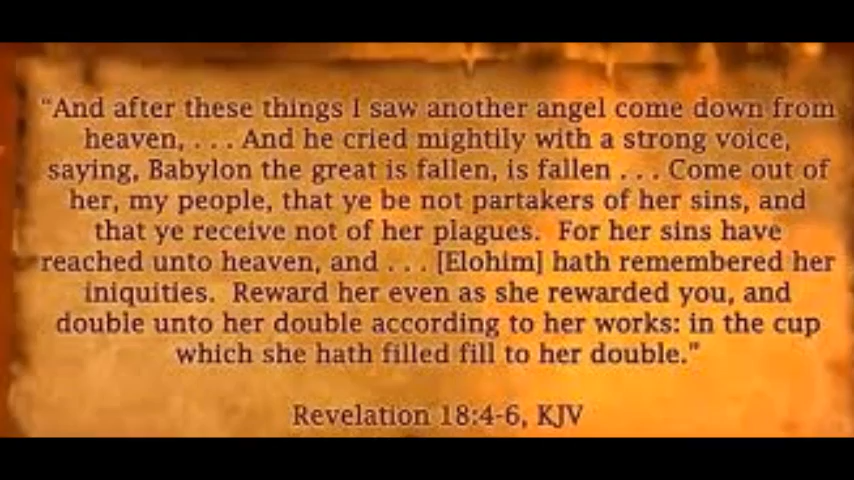 "And after these things I saw another angel come down from
heaven, . . . And he cried mightily with a strong voice,
saying, Babylon the great is fallen, is fallen . . . Come out of
her, my people, that ye be not partakers of her sins, and
that ye receive not of her plagues.  For her sins have
reached unto heaven, and . . . [Elohim] hath remembered her
iniquities.  Reward her even as she rewarded you, and
double unto her double according to her works: in the cup
which she hath filled fill to her double."
Revelation 18:4-6, KJV